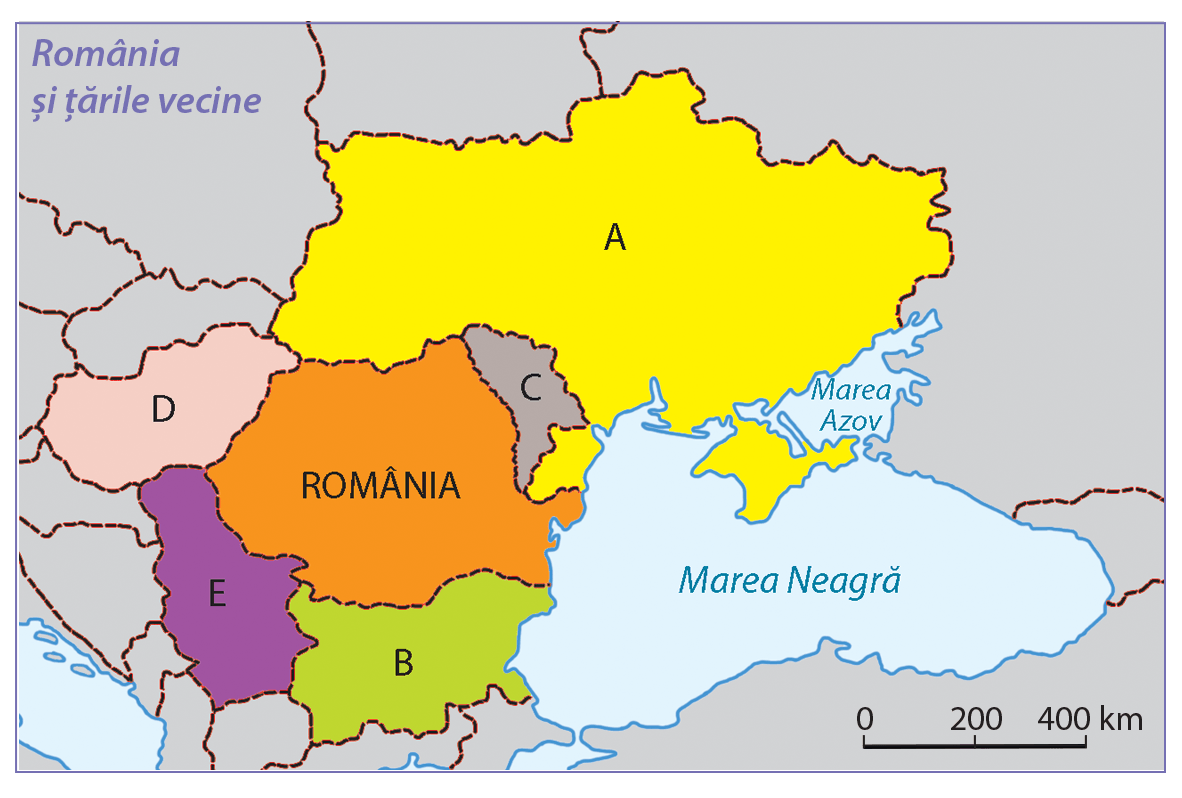 România
și țările vecine
A
D
C
Marea
Azov
ROMÂNIA
Marea Neagră
E
B
0 200 400 km